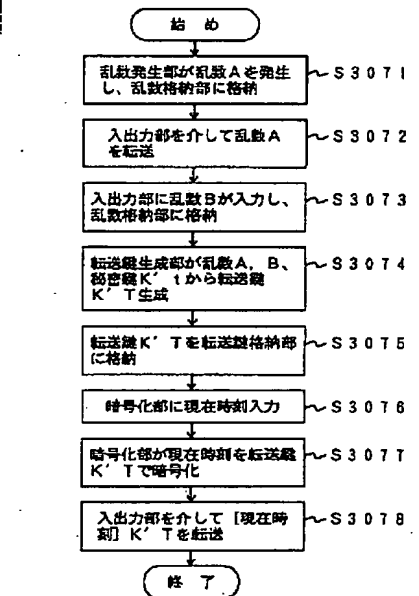 始 め
乱数発生部が乱数Aを発生
し、乱数格納部に格納
S3071
入出力部を介して乱数A
を転送
S3072
入出力部に乱数Bが入力し、
乱数格納部に格納
S3073
転送鍵生成部が乱数A, B、
秘密鍵K´tから転送鍵
K´T生成
S3074
転送鍵K´Tを転送鍵格納部
に格納
S3075
暗号化部に現在時刻入力
S3076
暗号化部が現在時刻を転送鍵
K´Tで暗号化
S3077
入出力部を介して [現在時
刻] K´Tを転送
S3078
終 了